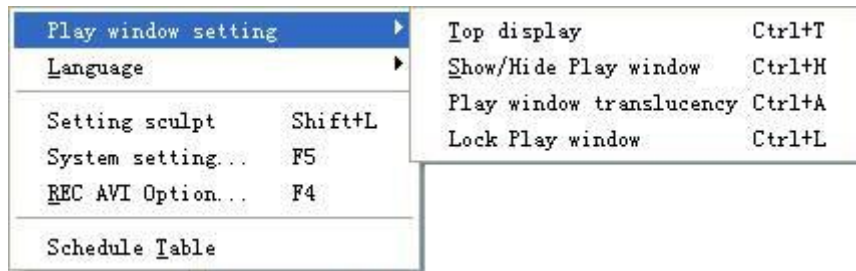 Play window setting
Language
Setting sculpt Shift+L
System setting... F5
REC AVI Option... F4
Schedule Table
Top display Ctrl+T
Show/Hide Play window Ctrl+H
Play window translucency Ctrl+A
Lock Play window Ctrl+L